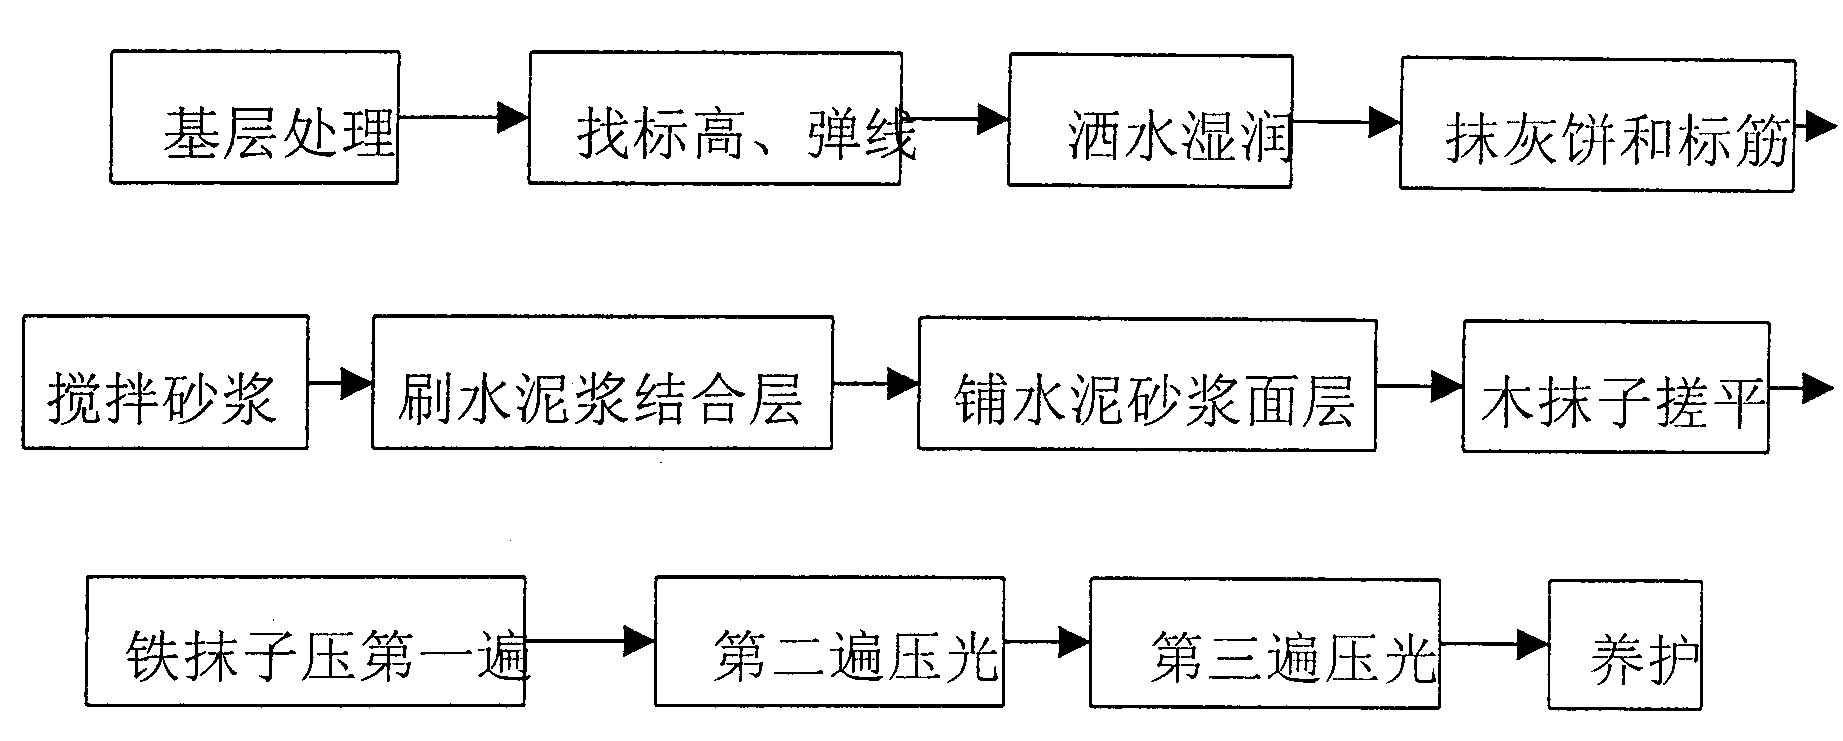 基层处理 找标高、弹线 洒水湿润 抹灰饼和标筋
搅拌砂浆 刷水泥浆结合层 铺水泥砂浆面层 木抹子搓平
铁抹子压第一遍 第二遍压光 第三遍压光 养护